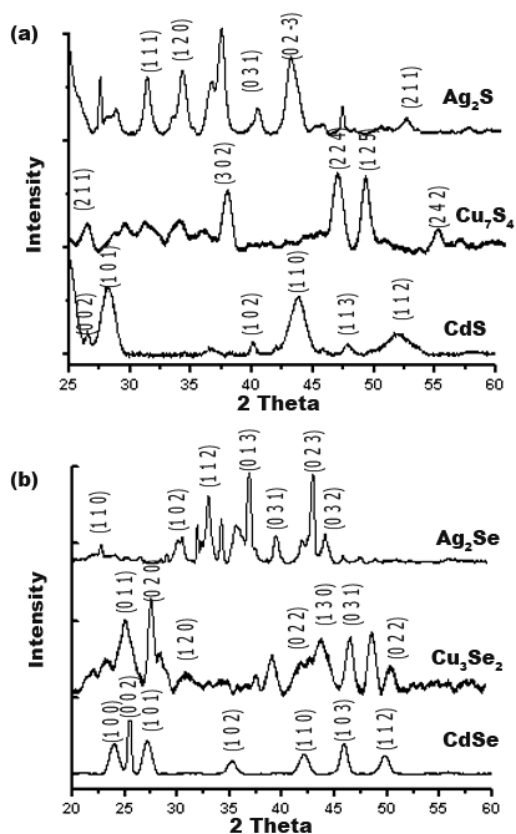 (a)
(1 1 1)
(1 2 0)
(0 3 1)
(0 2 -3)
(2 1 1)
Ag₂S
(2 1 1)
(3 0 2)
(2 2 4)
(1 2 5)
(2 4 2)
Cu₇S₄
(0 0 2)
(1 0 1)
(1 0 2)
(1 1 0)
(1 1 3)
(1 1 2)
CdS
Intensity
25 30 35 40 45 50 55 60
2 Theta
(b)
(1 1 0)
(1 0 2)
(1 1 2)
(0 1 3)
(0 3 1)
(0 2 3)
(0 3 2)
Ag₂Se
(0 1 1)
(0 2 0)
(1 2 0)
(0 2 2)
(1 3 0)
(0 3 1)
(0 2 2)
Cu₃Se₂
(1 0 0)
(0 0 2)
(1 0 1)
(1 0 2)
(1 1 0)
(1 0 3)
(1 1 2)
CdSe
Intensity
20 25 30 35 40 45 50 55 60
2 Theta